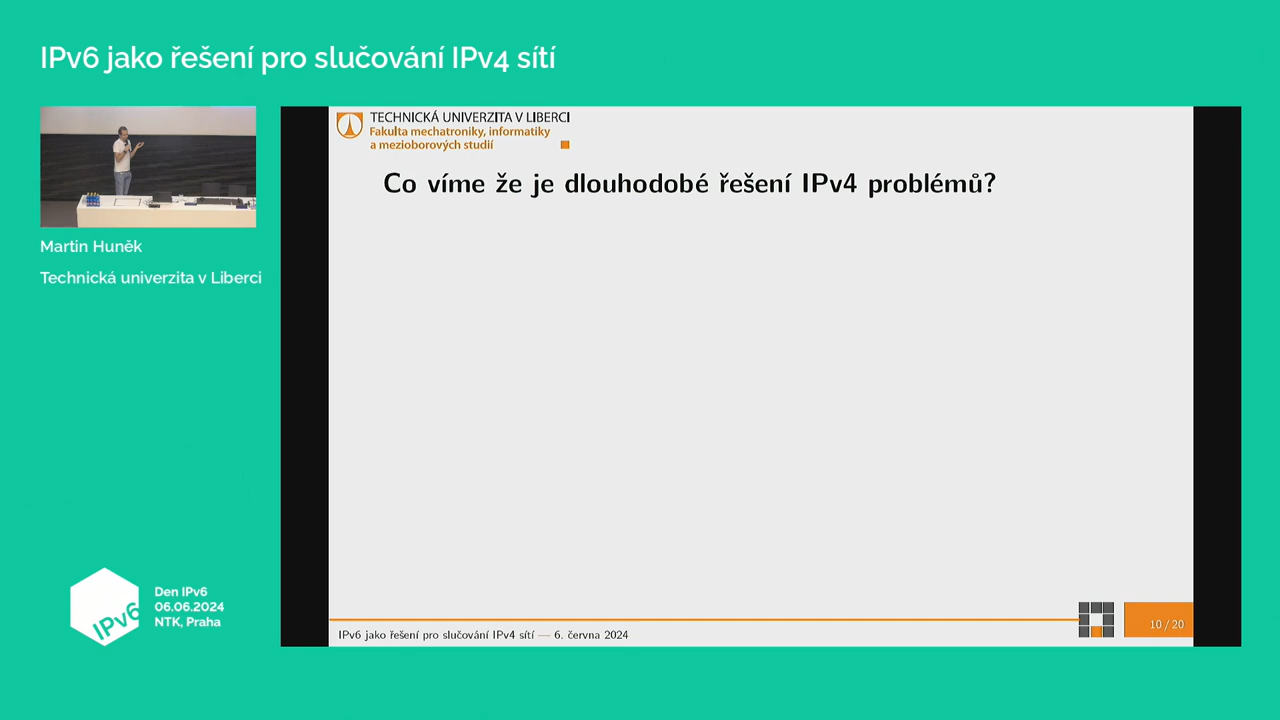 IPv6 jako řešení pro slučování IPv4 sítí
TECHNICKÁ UNIVERZITA V LIBERCI
Fakulta mechatroniky, informatiky
a mezioborových studií
Co víme že je dlouhodobé řešení IPv4 problémů?
Martin Huněk
Technická univerzita v Liberci
IPv6
Den IPv6
06.06.2024
NTK, Praha
IPv6 jako řešení pro slučování IPv4 sítí — 6. června 2024
10 / 20